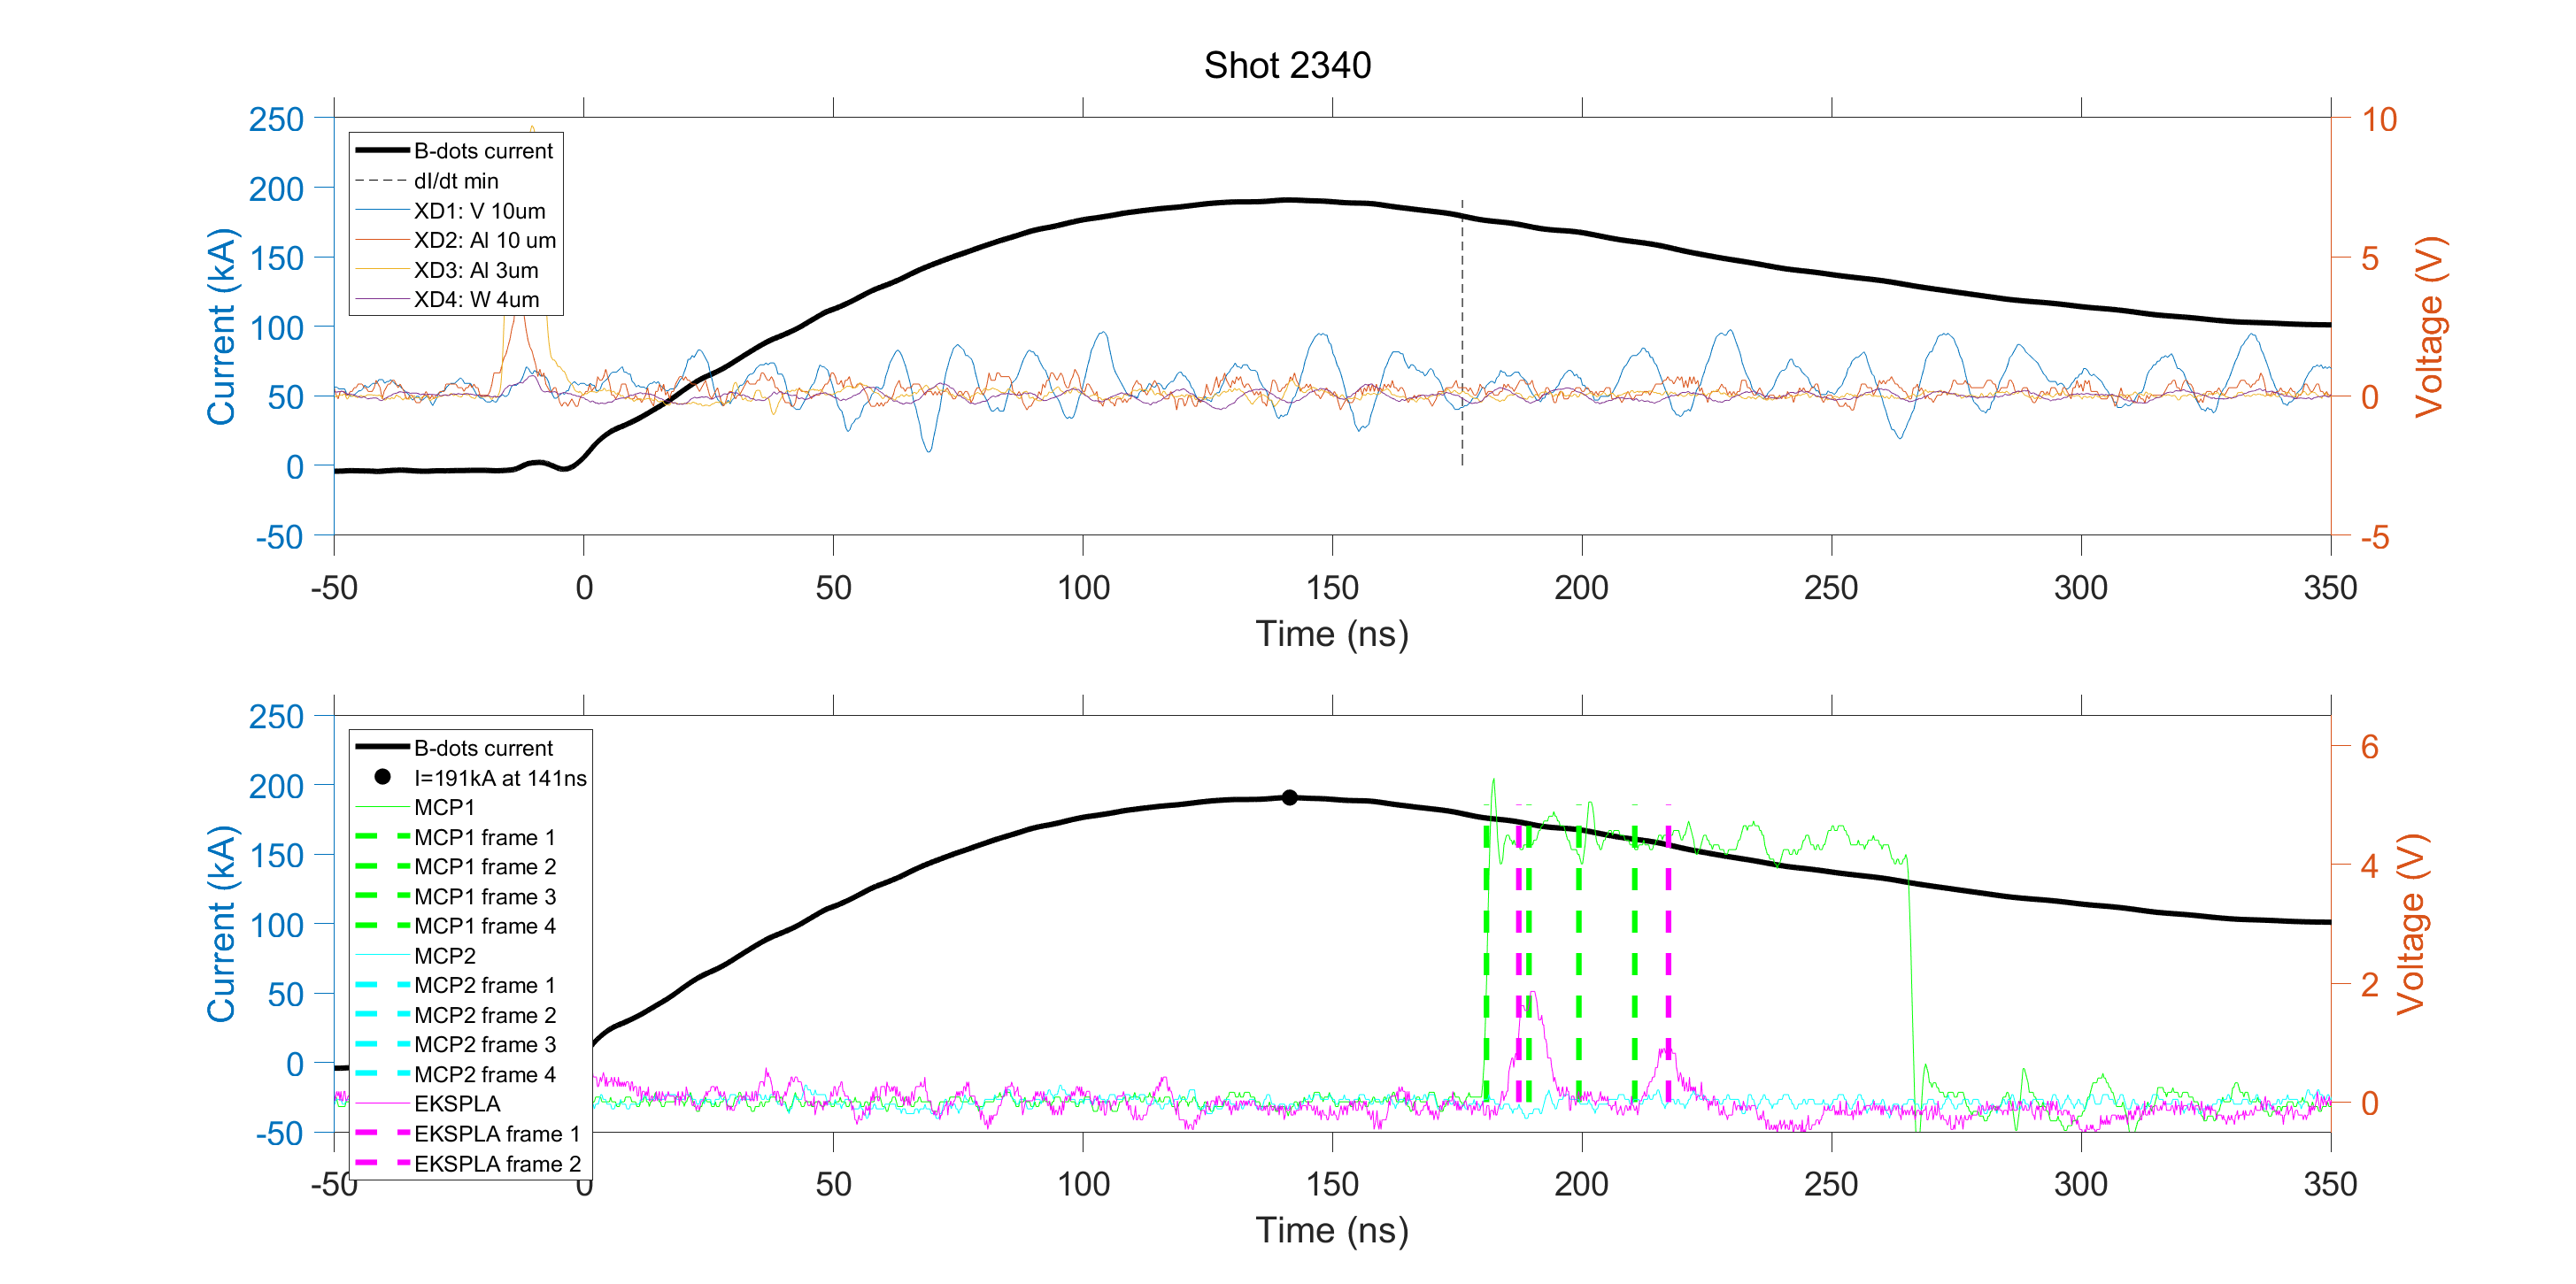 Shot 2340
250
200
150
100
50
0
-50
Current (kA)
B-dots current
dI/dt min
XD1: V 10um
XD2: Al 10 um
XD3: Al 3um
XD4: W 4um
10
5
0
-5
Voltage (V)
-50 0 50 100 150 200 250 300 350
Time (ns)
250
200
150
100
50
0
-50
Current (kA)
B-dots current
I=191kA at 141ns
MCP1
MCP1 frame 1
MCP1 frame 2
MCP1 frame 3
MCP1 frame 4
MCP2
MCP2 frame 1
MCP2 frame 2
MCP2 frame 3
MCP2 frame 4
EKSPLA
EKSPLA frame 1
EKSPLA frame 2
6
4
2
0
Voltage (V)
-50 0 50 100 150 200 250 300 350
Time (ns)